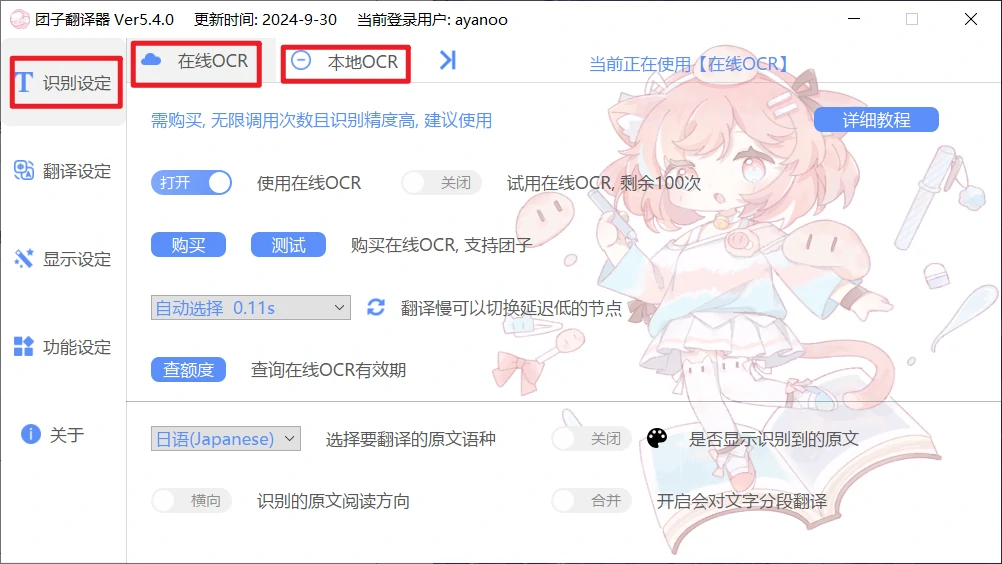 团子翻译器 Ver5.4.0 更新时间: 2024-9-30 当前登录用户: ayanoo
识别设定
在线OCR
本地OCR
当前正在使用【在线OCR】
需购买, 无限调用次数且识别精度高, 建议使用
详细教程
翻译设定
打开 使用在线OCR 关闭 试用在线OCR, 剩余100次
购买 测试 购买在线OCR, 支持团子
显示设定
自动选择 0.11s 翻译慢可以切换延迟低的节点
功能设定
查额度 查询在线OCR有效期
关于
日语(Japanese) 选择要翻译的原文语种 关闭 是否显示识别到的原文
横向 识别的原文阅读方向 合并 开启会对文字分段翻译